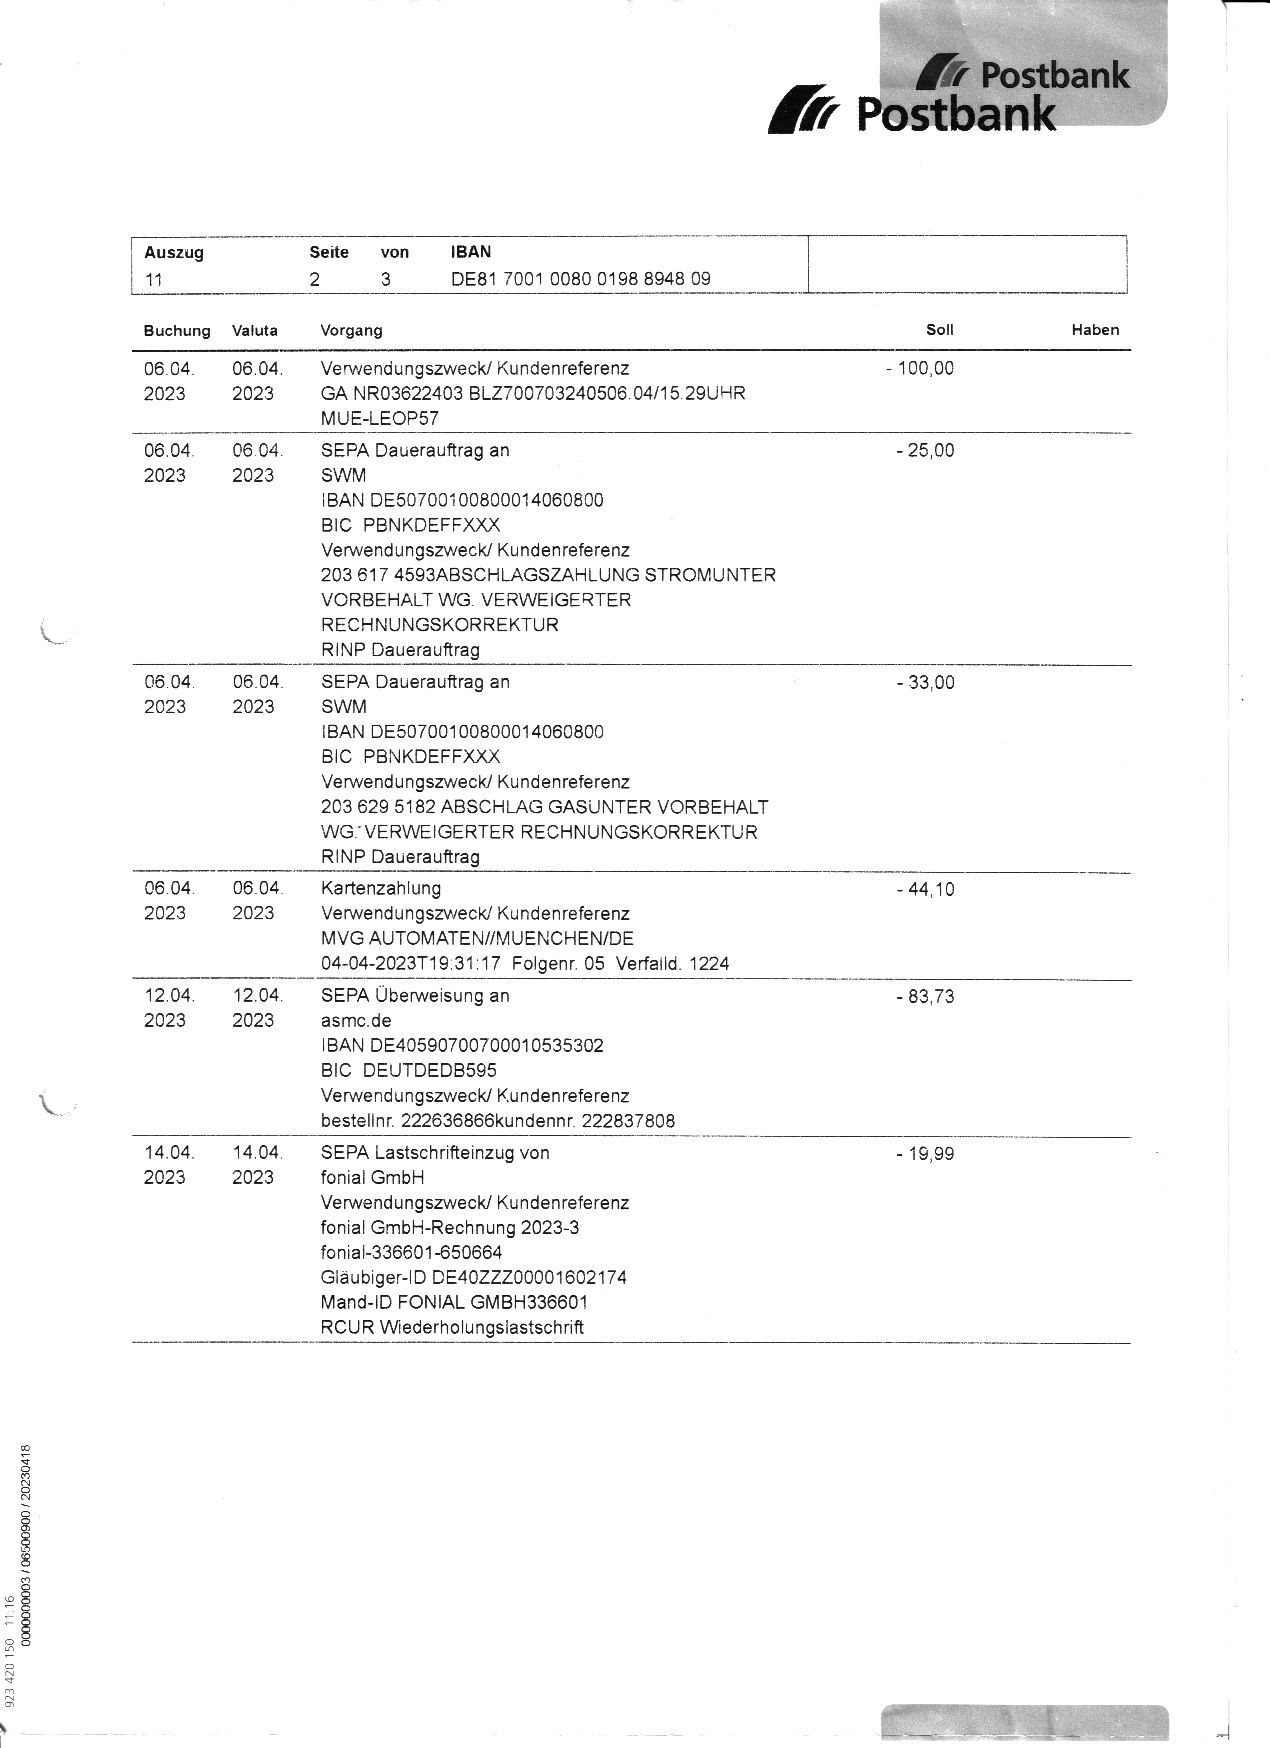 Postbank
Postbank
Auszug Seite von IBAN
11 2 3 DE81 7001 0080 0198 8948 09
Buchung Valuta Vorgang Soll Haben
06.04. 06.04. Verwendungszweck/ Kundenreferenz - 100,00
2023 2023 GA NR03622403 BLZ700703240506.04/15.29UHR
MUE-LEOP57
06.04. 06.04. SEPA Dauerauftrag an - 25,00
2023 2023 SWM
IBAN DE50700100800014060800
BIC PBNKDEFFXXX
Verwendungszweck/ Kundenreferenz
203 617 4593ABSCHLAGSZAHLUNG STROMUNTER
VORBEHALT WG. VERWEIGERTER
RECHNUNGSKORREKTUR
RINP Dauerauftrag
06.04. 06.04. SEPA Dauerauftrag an - 33,00
2023 2023 SWM
IBAN DE50700100800014060800
BIC PBNKDEFFXXX
Verwendungszweck/ Kundenreferenz
203 629 5182 ABSCHLAG GASUNTER VORBEHALT
WG. VERWEIGERTER RECHNUNGSKORREKTUR
RINP Dauerauftrag
06.04. 06.04. Kartenzahlung - 44,10
2023 2023 Verwendungszweck/ Kundenreferenz
MVG AUTOMATEN//MUENCHEN/DE
04-04-2023T19:31:17 Folgenr. 05 Verfalld. 1224
12.04. 12.04. SEPA Überweisung an - 83,73
2023 2023 asmc.de
IBAN DE40590700700010535302
BIC DEUTDEDB595
Verwendungszweck/ Kundenreferenz
bestellnr. 222636866kundennr. 222837808
14.04. 14.04. SEPA Lastschrifteinzug von - 19,99
2023 2023 fonial GmbH
Verwendungszweck/ Kundenreferenz
fonial GmbH-Rechnung 2023-3
fonial-336601-650664
Gläubiger-ID DE40ZZZ00001602174
Mand-ID FONIAL GMBH336601
RCUR Wiederholungslastschrift
923 420 150 11.16
000000003 / 06500900 / 20230418